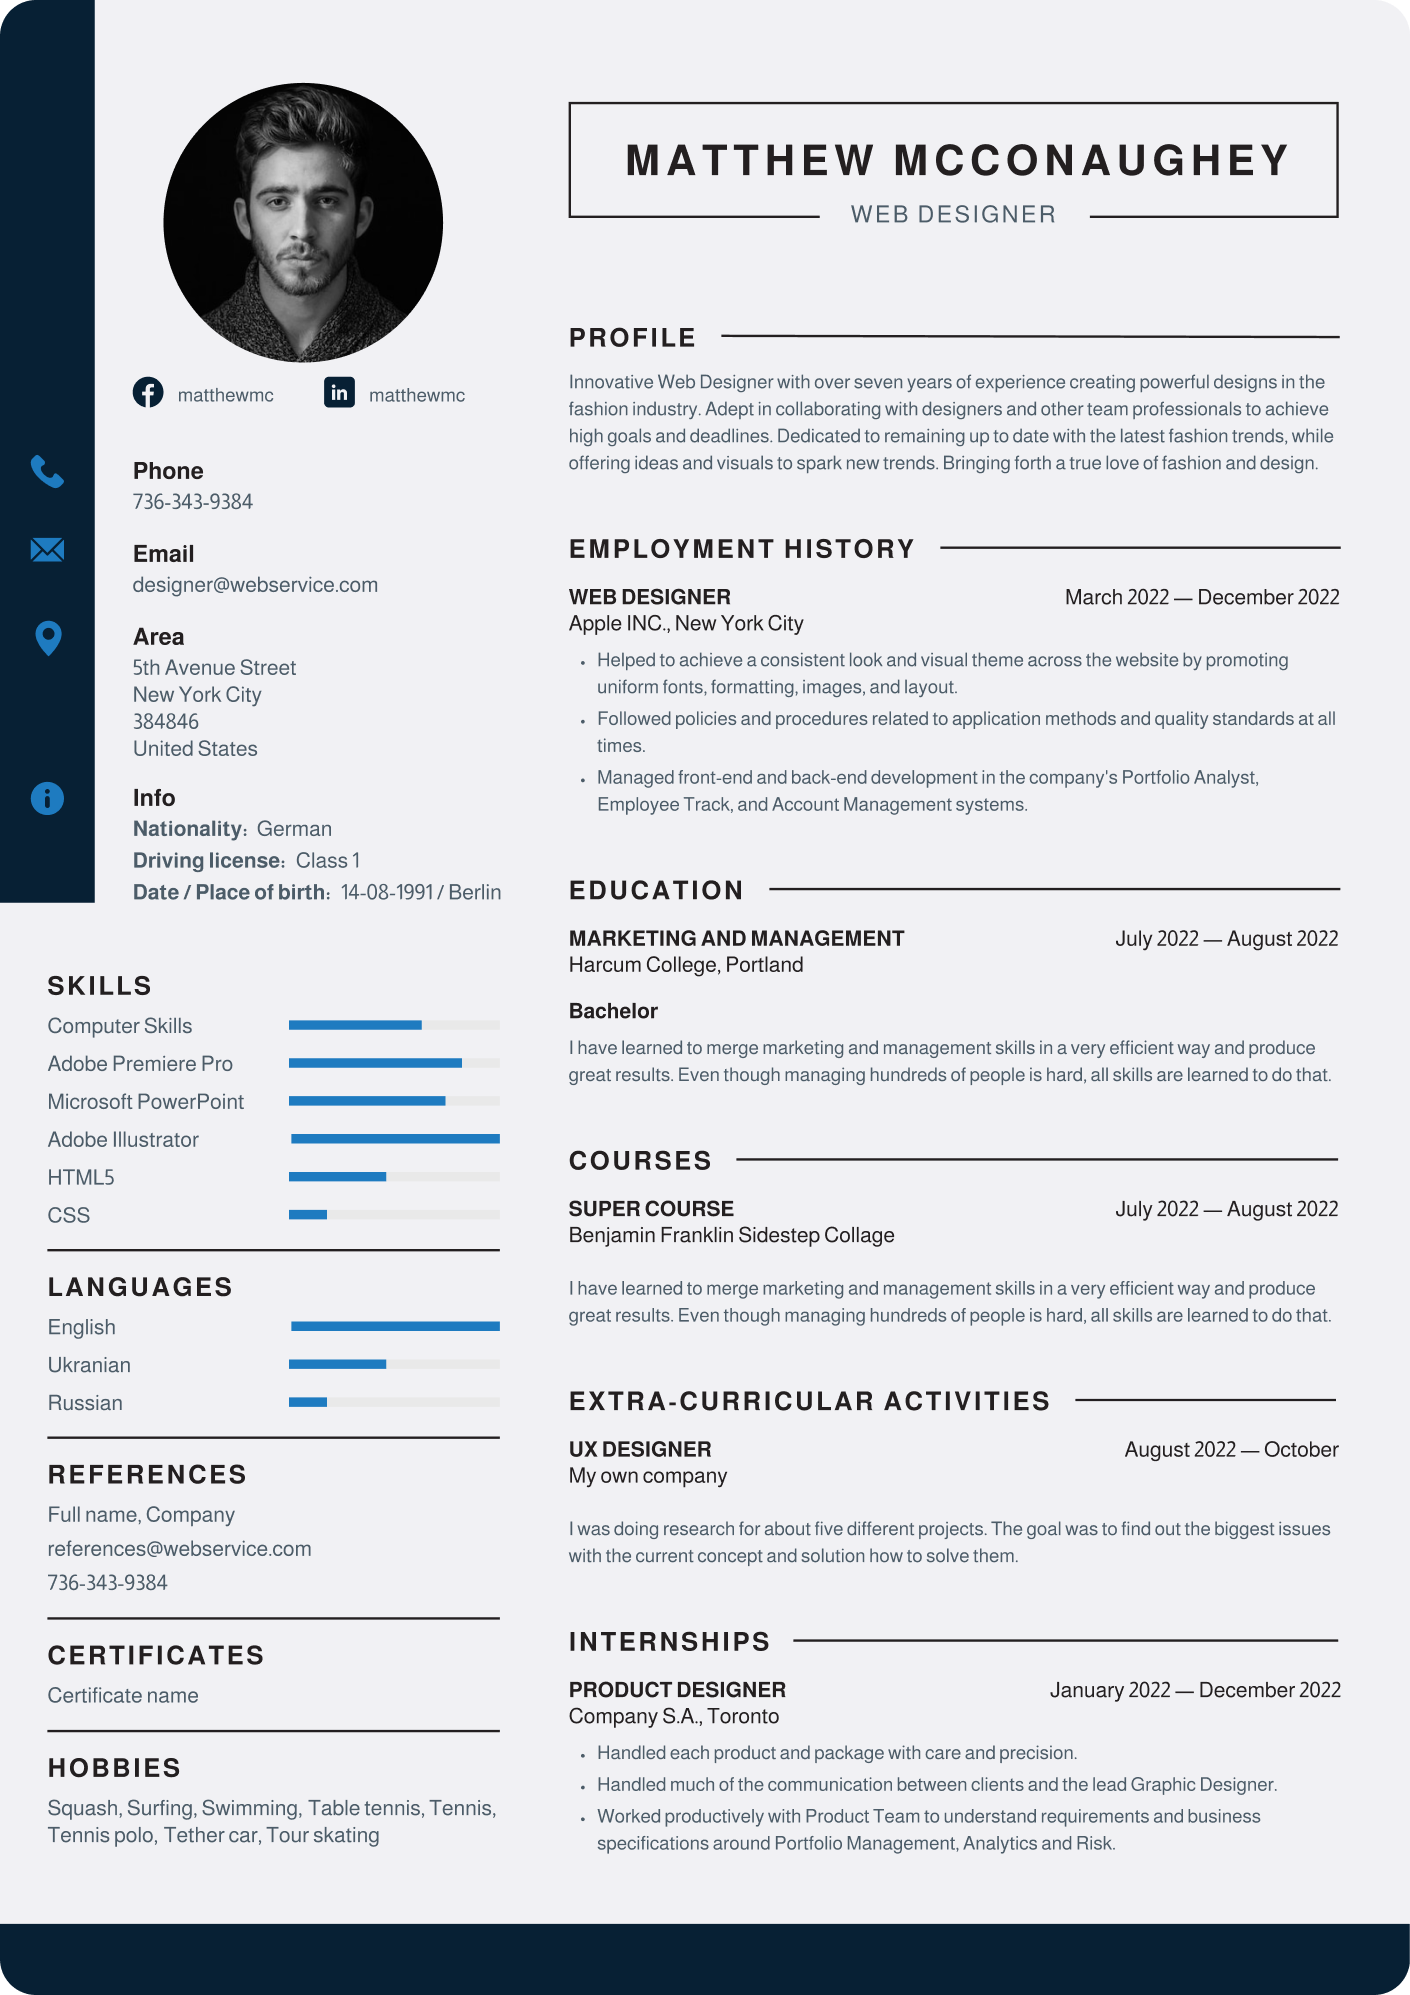 MATTHEW MCCONAUGHEY
WEB DESIGNER
matthewmc
matthewmc
Phone
736-343-9384
Email
designer@webservice.com
Area
5th Avenue Street
New York City
384846
United States
Info
Nationality: German
Driving license: Class 1
Date / Place of birth: 14-08-1991 / Berlin
SKILLS
Computer Skills
Adobe Premiere Pro
Microsoft PowerPoint
Adobe Illustrator
HTML5
CSS
LANGUAGES
English
Ukranian
Russian
REFERENCES
Full name, Company
references@webservice.com
736-343-9384
CERTIFICATES
Certificate name
HOBBIES
Squash, Surfing, Swimming, Table tennis, Tennis,
Tennis polo, Tether car, Tour skating
PROFILE
Innovative Web Designer with over seven years of experience creating powerful designs in the
fashion industry. Adept in collaborating with designers and other team professionals to achieve
high goals and deadlines. Dedicated to remaining up to date with the latest fashion trends, while
offering ideas and visuals to spark new trends. Bringing forth a true love of fashion and design.
EMPLOYMENT HISTORY
WEB DESIGNER March 2022 — December 2022
Apple INC., New York City
• Helped to achieve a consistent look and visual theme across the website by promoting
uniform fonts, formatting, images, and layout.
• Followed policies and procedures related to application methods and quality standards at all
times.
• Managed front-end and back-end development in the company's Portfolio Analyst,
Employee Track, and Account Management systems.
EDUCATION
MARKETING AND MANAGEMENT July 2022 — August 2022
Harcum College, Portland
Bachelor
I have learned to merge marketing and management skills in a very efficient way and produce
great results. Even though managing hundreds of people is hard, all skills are learned to do that.
COURSES
SUPER COURSE July 2022 — August 2022
Benjamin Franklin Sidestep Collage
I have learned to merge marketing and management skills in a very efficient way and produce
great results. Even though managing hundreds of people is hard, all skills are learned to do that.
EXTRA-CURRICULAR ACTIVITIES
UX DESIGNER August 2022 — October
My own company
I was doing research for about five different projects. The goal was to find out the biggest issues
with the current concept and solution how to solve them.
INTERNSHIPS
PRODUCT DESIGNER January 2022 — December 2022
Company S.A., Toronto
• Handled each product and package with care and precision.
• Handled much of the communication between clients and the lead Graphic Designer.
• Worked productively with Product Team to understand requirements and business
specifications around Portfolio Management, Analytics and Risk.